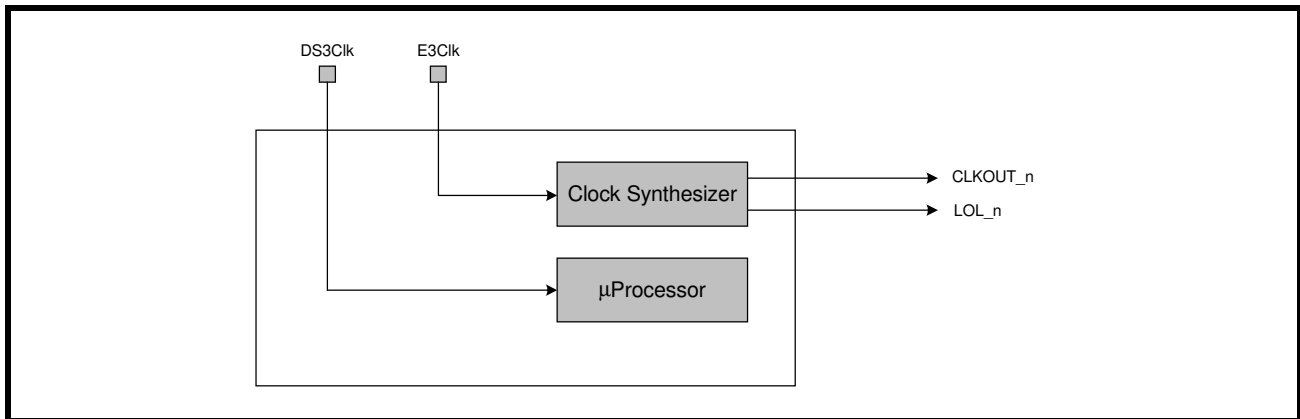 DS3Clk
E3Clk
Clock Synthesizer
CLKOUT_n
LOL_n
μProcessor